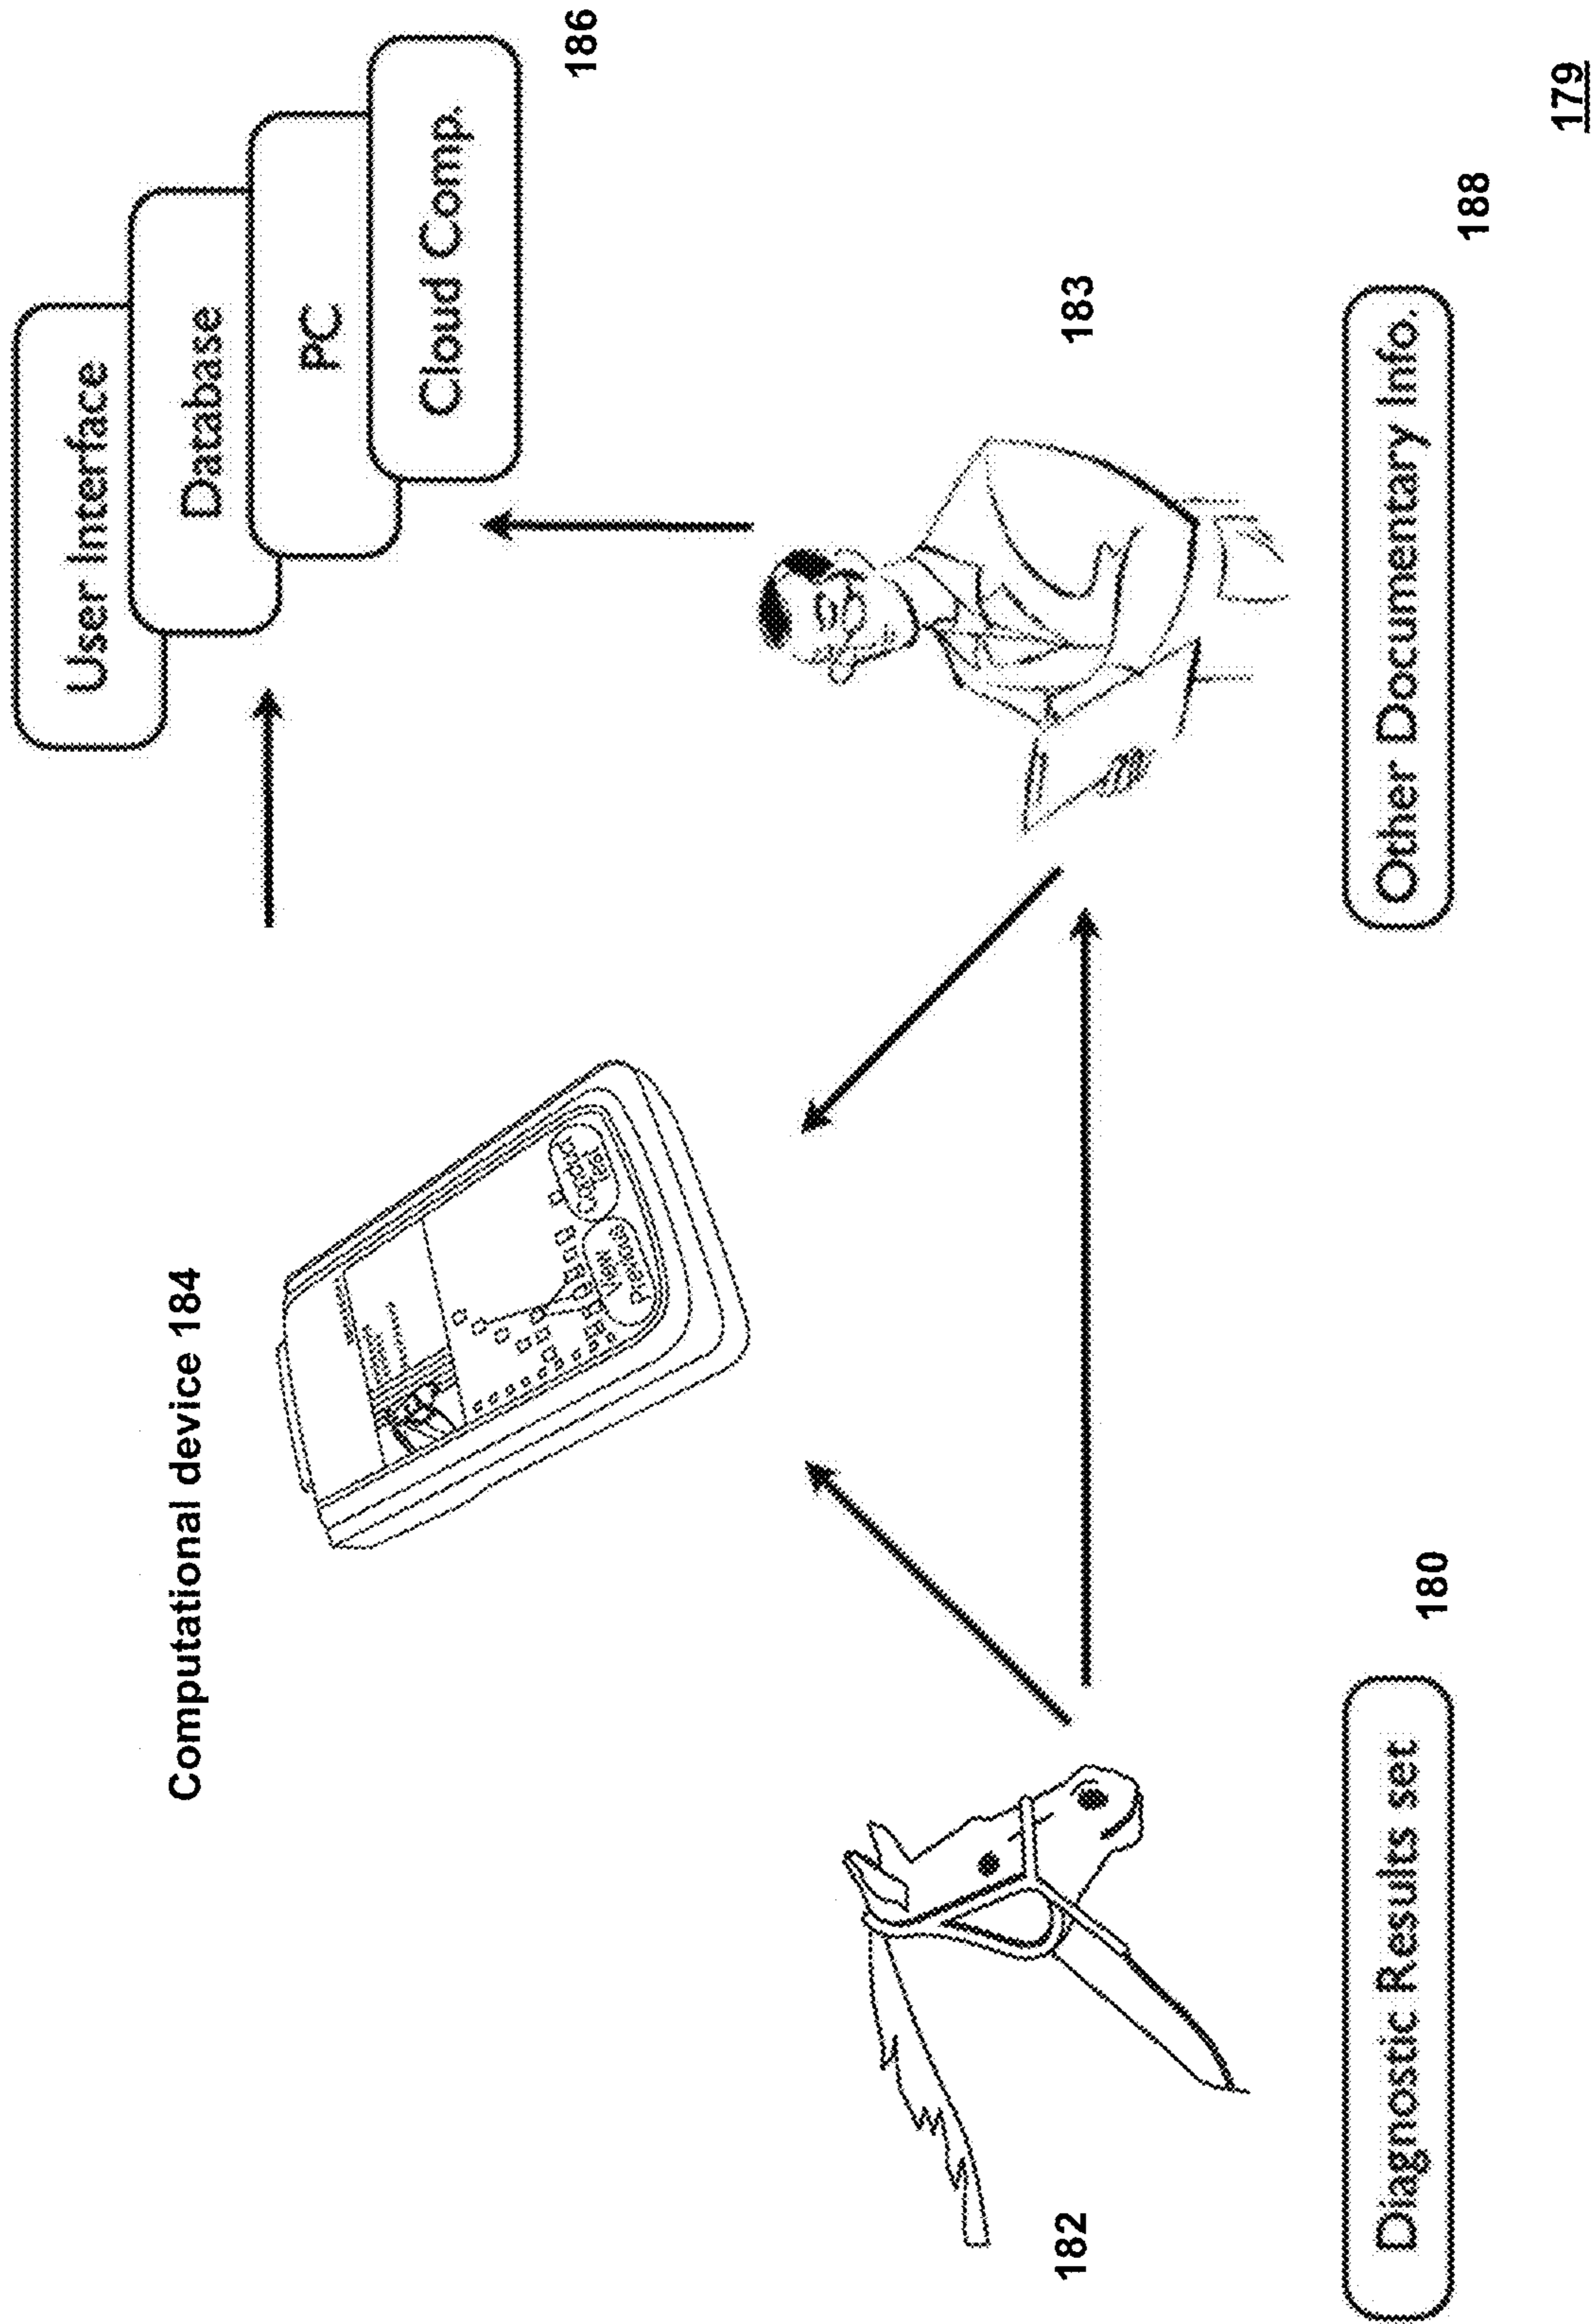 Computational device 184
User Interface
Database
PC
Cloud Comp.
186
182
183
Diagnostic Results set
180
Other Documentary Info.
188
179